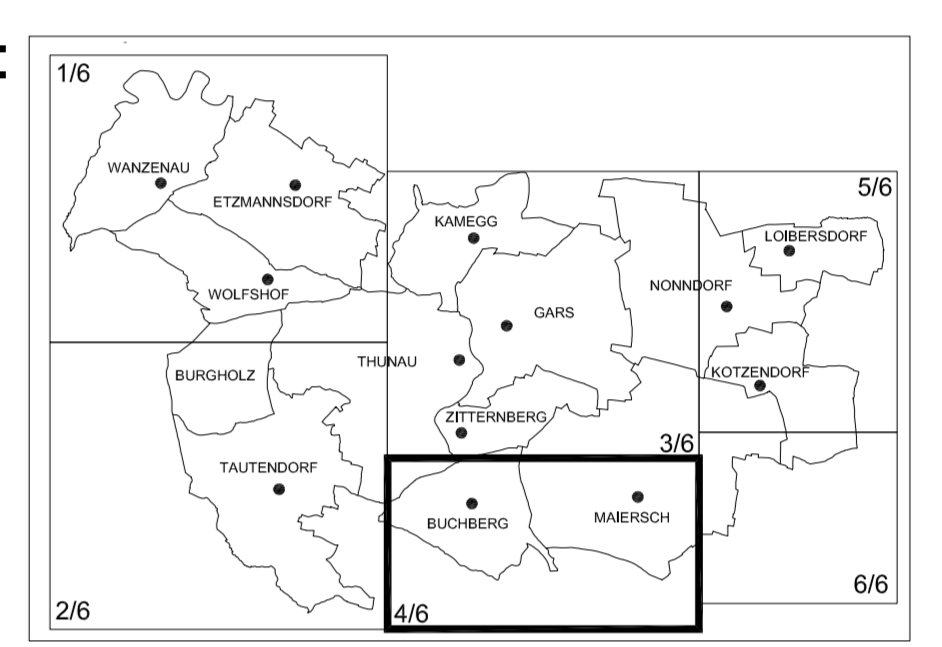 1/6
WANZENAU
ETZMANNSDORF
WOLFSHOF
KAMEGG
5/6
LOIBERSDORF
NONNDORF
GARS
THUNAU
BURGHOLZ
KOTZENDORF
ZITTERNBERG
3/6
TAUTENDORF
BUCHBERG
MAIERSCH
2/6
4/6
6/6